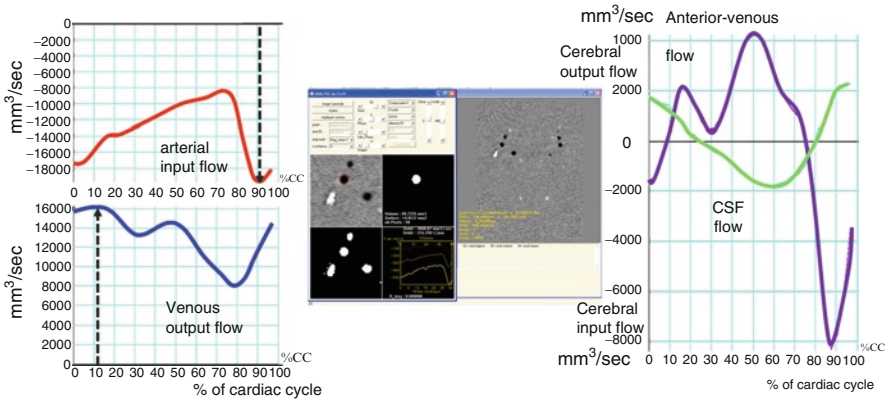 0
−2000
−4000
−6000
−8000
−10000
−12000
−14000
−16000
−18000
mm³/sec
arterial
input flow
%CC
0 10 20 30 40 50 60 70 80 90 100
16000
14000
12000
10000
8000
6000
4000
2000
0
mm³/sec
Venous
output flow
%CC
0 10 20 30 40 50 60 70 80 90 100
% of cardiac cycle
mm³/sec
Anterior-venous
flow
Cerebral
output flow
1000
2000
0
−2000
−4000
−6000
−8000
CSF
flow
Cerebral
input flow
mm³/sec
%CC
0 10 20 30 40 50 60 70 80 90 100
% of cardiac cycle